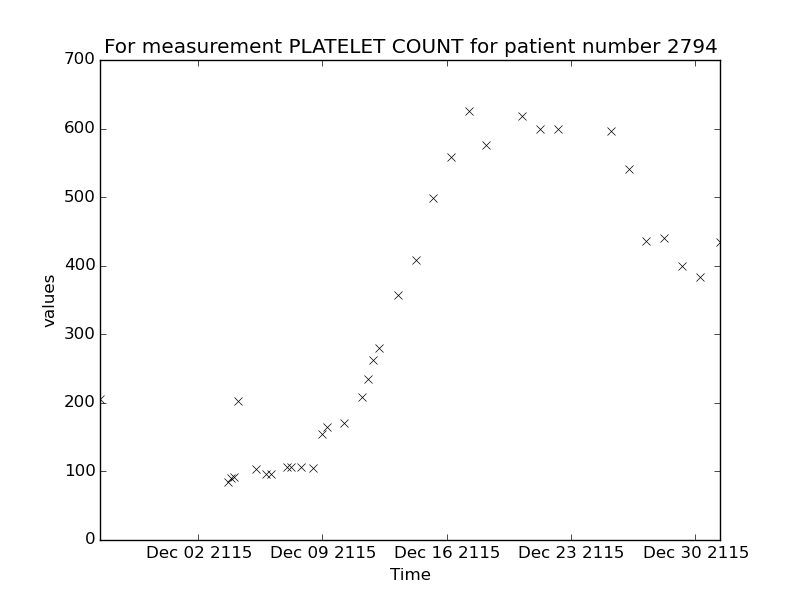 For measurement PLATELET COUNT for patient number 2794
700
600
500
400
300
200
100
0
values
Dec 02 2115 Dec 09 2115 Dec 16 2115 Dec 23 2115 Dec 30 2115
Time